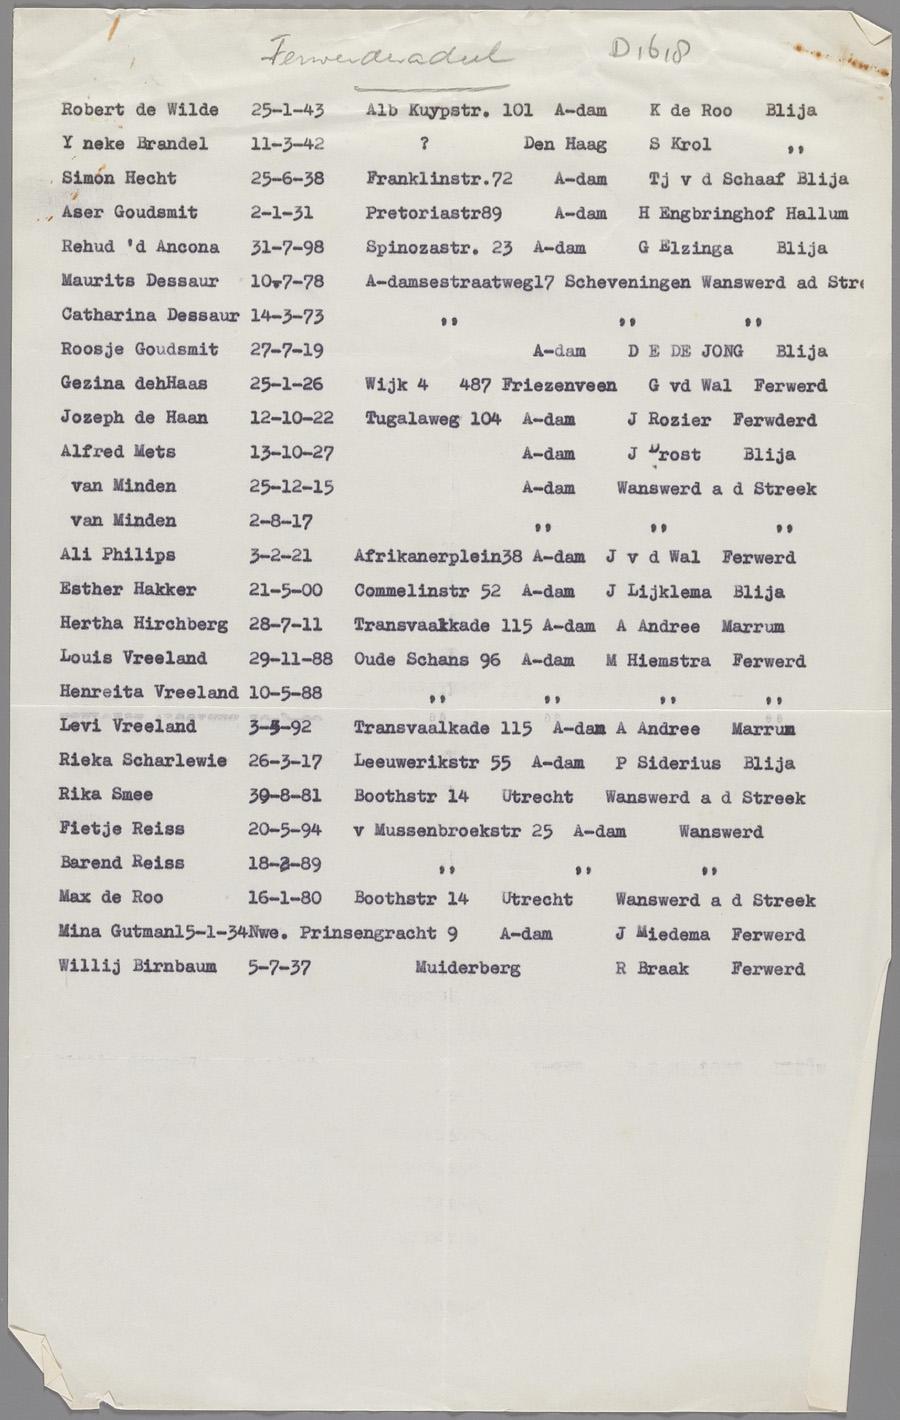 Ferwerderadeel D1618
Robert de Wilde 25-1-43 Alb Kuypstr. 101 A-dam K de Roo Blija
Y neke Brandel 11-3-42 ? Den Haag S Krol ,,
Simon Hecht 25-6-38 Franklinstr.72 A-dam Tj v d Schaaf Blija
Aser Goudsmit 2-1-31 Pretoriastr89 A-dam H Engbringhof Hallum
Rehud 'd Ancona 31-7-98 Spinozastr. 23 A-dam G Elzinga Blija
Maurits Dessaur 10-7-78 A-damsestraatweg17 Scheveningen Wanswerd ad Stre
Catharina Dessaur 14-3-73 ,, ,, ,,
Roosje Goudsmit 27-7-19 A-dam D E DE JONG Blija
Gezina dehHaas 25-1-26 Wijk 4 487 Friezenveen G vd Wal Ferwerd
Jozeph de Haan 12-10-22 Tugalaweg 104 A-dam J Rozier Ferwderd
Alfred Mets 13-10-27 A-dam J Drost Blija
van Minden 25-12-15 A-dam Wanswerd a d Streek
van Minden 2-8-17 ,, ,, ,,
Ali Philips 3-2-21 Afrikanerplein38 A-dam J v d Wal Ferwerd
Esther Hakker 21-5-00 Commelinstr 52 A-dam J Lijklema Blija
Hertha Hirchberg 28-7-11 Transvaalkade 115 A-dam A Andree Marrum
Louis Vreeland 29-11-88 Oude Schans 96 A-dam M Hiemstra Ferwerd
Henreita Vreeland 10-5-88 ,, ,, ,, ,,
Levi Vreeland 3-3-92 Transvaalkade 115 A-dam A Andree Marrum
Rieka Scharlewie 26-3-17 Leeuwerikstr 55 A-dam P Siderius Blija
Rika Smee 30-8-81 Boothstr 14 Utrecht Wanswerd a d Streek
Fietje Reiss 20-5-94 v Mussenbroekstr 25 A-dam Wanswerd
Barend Reiss 18-2-89 ,, ,, ,,
Max de Roo 16-1-80 Boothstr 14 Utrecht Wanswerd a d Streek
Mina Gutman15-1-34Nwe. Prinsengracht 9 A-dam J Miedema Ferwerd
Willij Birnbaum 5-7-37 Muiderberg R Braak Ferwerd